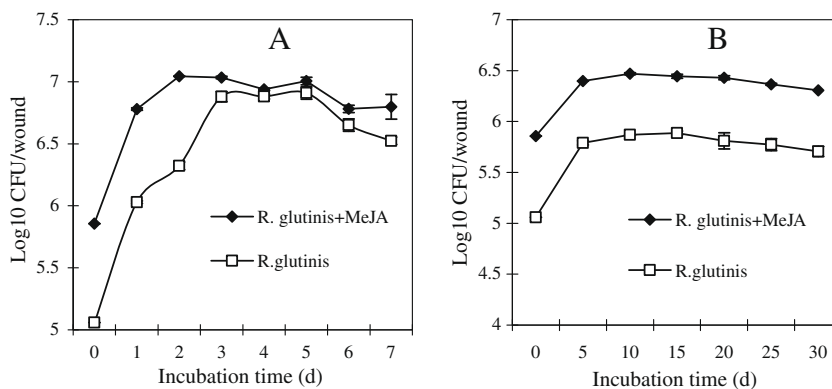 A
7.5
7
6.5
6
5.5
5
Log10 CFU/wound
R. glutinis+MeJA
R.glutinis
0 1 2 3 4 5 6 7
Incubation time (d)
B
7
6.5
6
5.5
5
4.5
4
Log10 CFU/wound
R. glutinis+MeJA
R.glutinis
0 5 10 15 20 25 30
Incubation time (d)